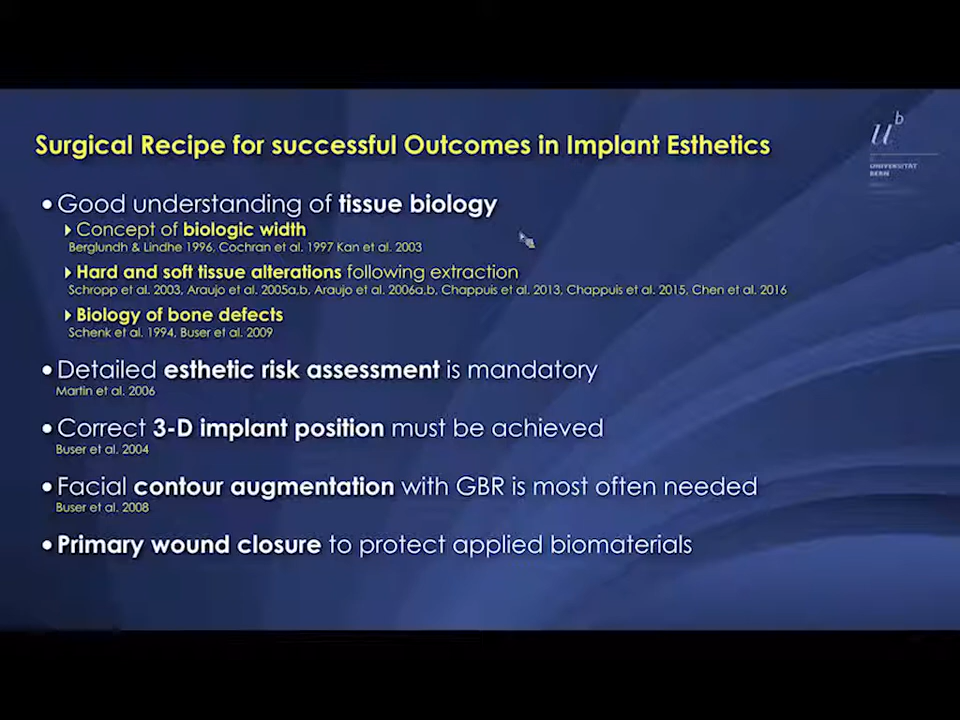 Surgical Recipe for successful Outcomes in Implant Esthetics
u^b
UNIVERSITÄT
BERN
• Good understanding of tissue biology
Concept of biologic width
Berglundh & Lindhe 1996, Cochran et al. 1997 Kan et al. 2003
Hard and soft tissue alterations following extraction
Schropp et al. 2003, Araujo et al. 2005a,b, Araujo et al. 2006a,b, Chappuis et al. 2013, Chappuis et al. 2015, Chen et al. 2016
Biology of bone defects
Schenk et al. 1994, Buser et al. 2009
• Detailed esthetic risk assessment is mandatory
Martin et al. 2006
• Correct 3-D implant position must be achieved
Buser et al. 2004
• Facial contour augmentation with GBR is most often needed
Buser et al. 2008
• Primary wound closure to protect applied biomaterials